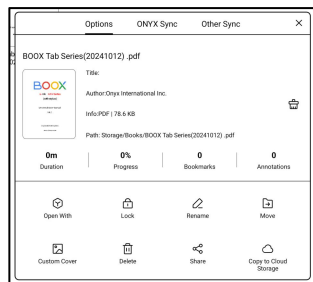 Options ONYX Sync Other Sync
BOOX Tab Series(20241012) .pdf
BOOX
Title:
Author:Onyx International Inc.
Info:PDF | 78.6 KB
Path: Storage/Books/BOOX Tab Series(20241012) .pdf
0m 0% 0 0
Duration Progress Bookmarks Annotations
Open With Lock Rename Move
Custom Cover Delete Share Copy to Cloud
Storage